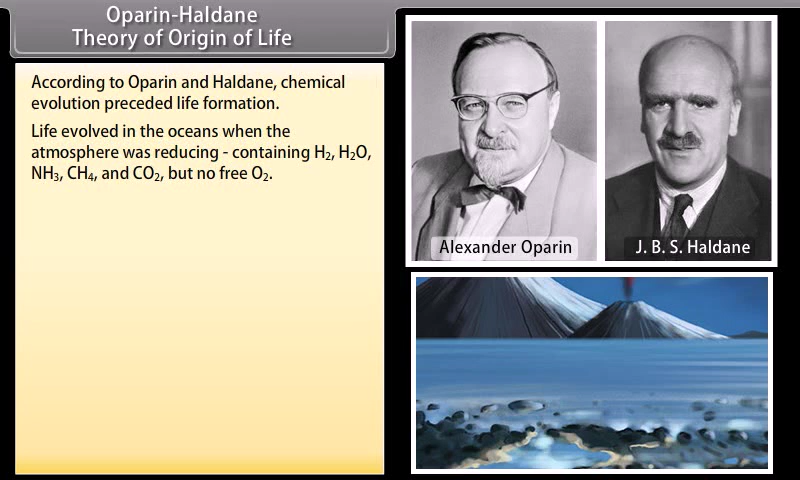 Oparin-Haldane
Theory of Origin of Life
According to Oparin and Haldane, chemical
evolution preceded life formation.
Life evolved in the oceans when the
atmosphere was reducing - containing H₂, H₂O,
NH₃, CH₄, and CO₂, but no free O₂.
Alexander Oparin
J. B. S. Haldane